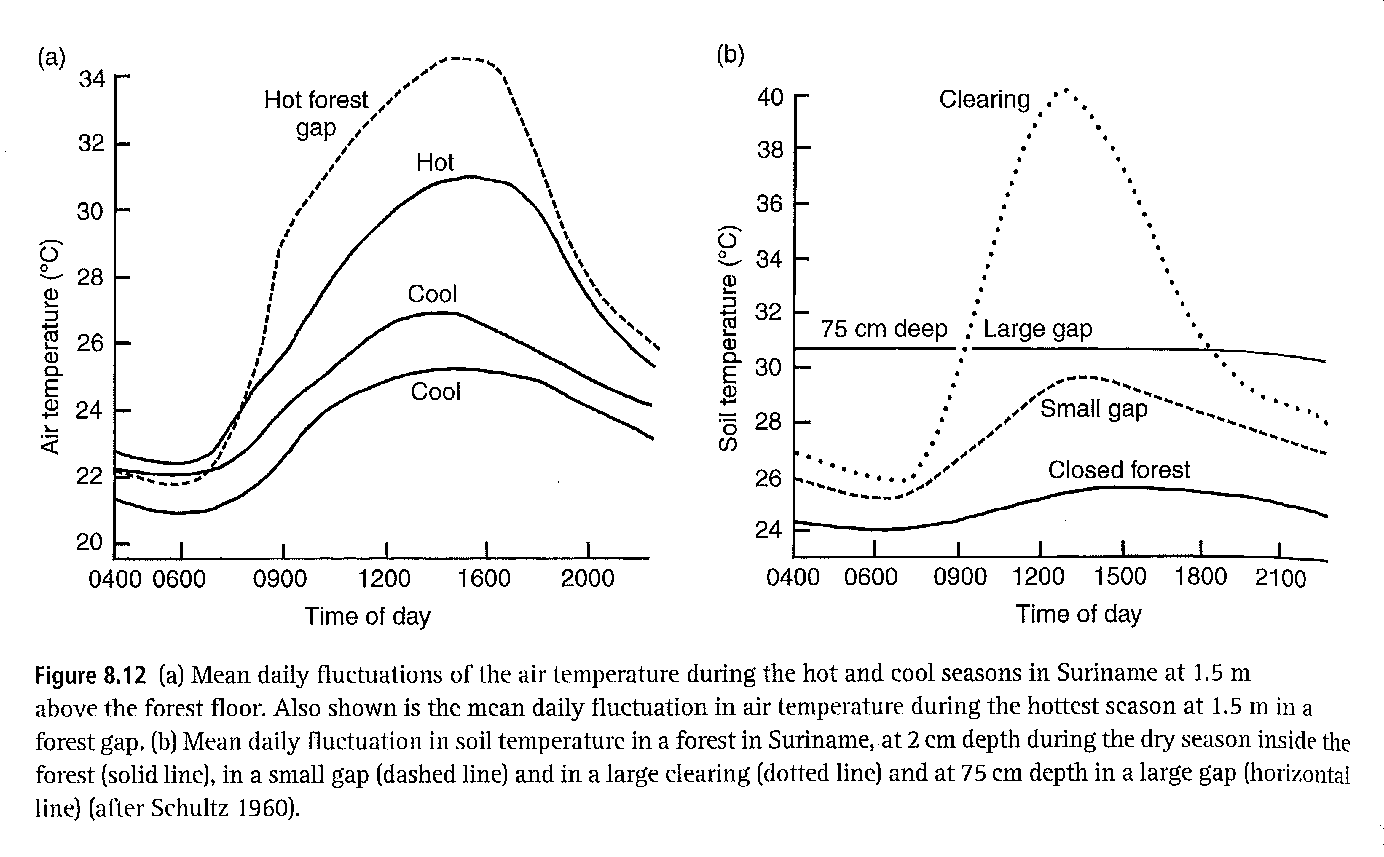 (a)
34
32
30
28
26
24
22
20
Air temperature (°C)
Hot forest
gap
Hot
Cool
Cool
0400 0600 0900 1200 1600 2000
Time of day
(b)
40
38
36
34
32
30
28
26
24
Soil temperature (°C)
Clearing
75 cm deep Large gap
Small gap
Closed forest
0400 0600 0900 1200 1500 1800 2100
Time of day
Figure 8.12 (a) Mean daily fluctuations of the air temperature during the hot and cool seasons in Suriname at 1.5 m
above the forest floor. Also shown is the mean daily fluctuation in air temperature during the hottest season at 1.5 m in a
forest gap. (b) Mean daily fluctuation in soil temperature in a forest in Suriname, at 2 cm depth during the dry season inside the
forest (solid line), in a small gap (dashed line) and in a large clearing (dotted line) and at 75 cm depth in a large gap (horizontal
line) (after Schultz 1960).